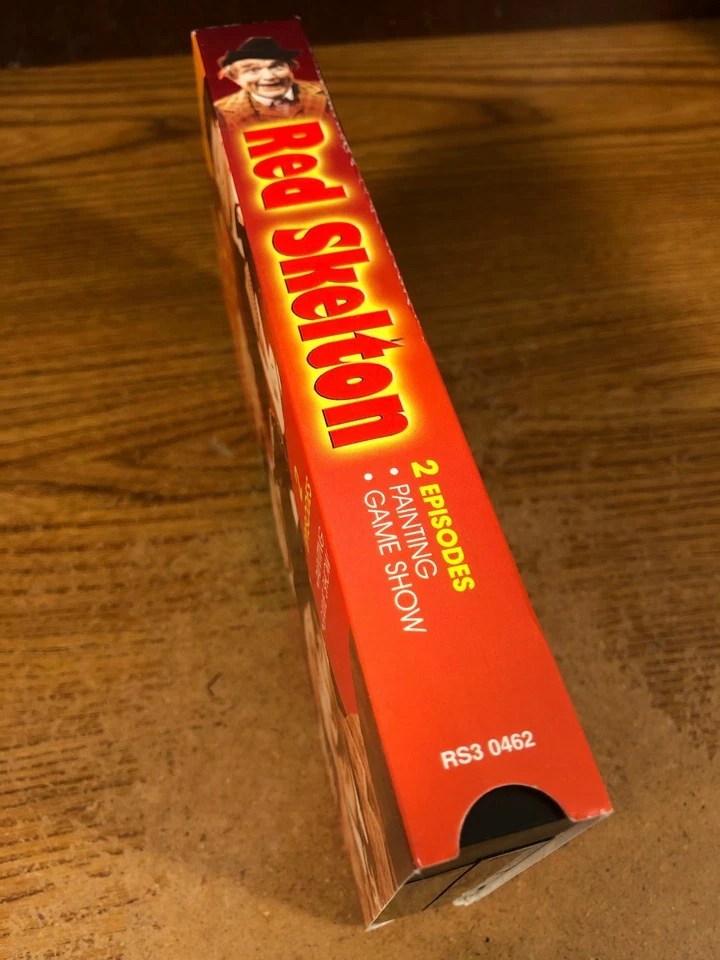 Red Skelton
2 EPISODES
• PAINTING
• GAME SHOW
RS3 0462